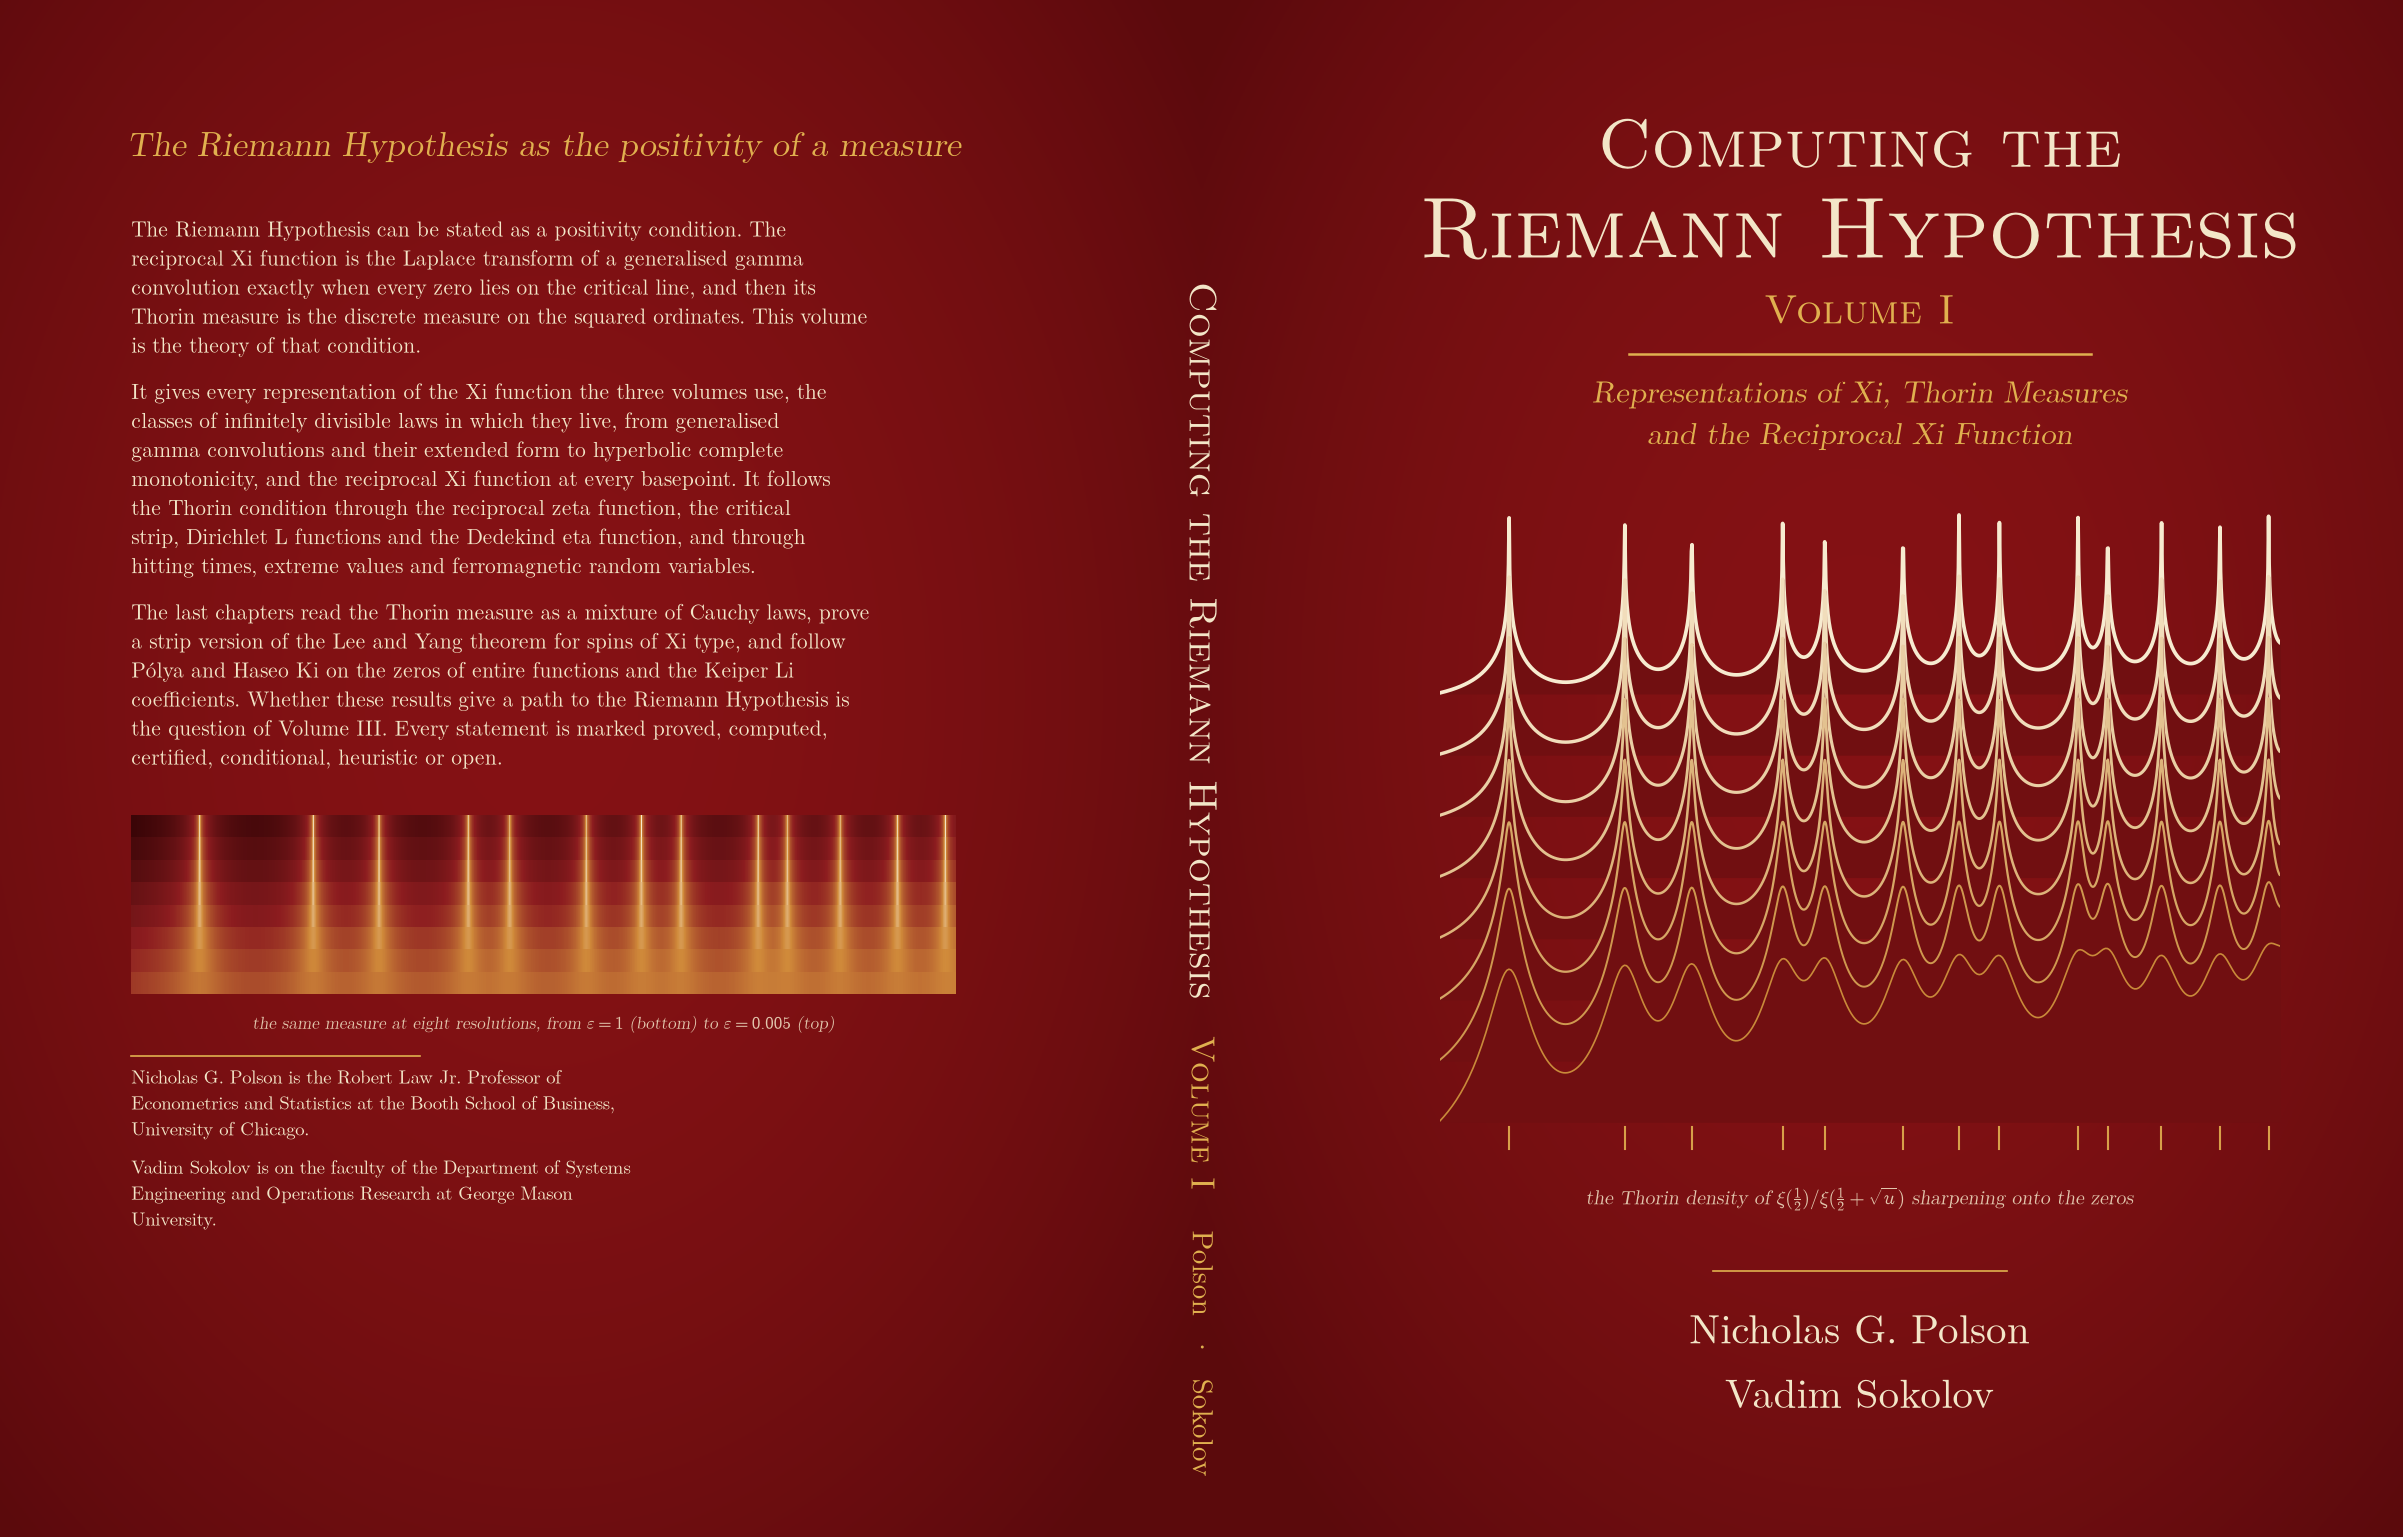 The Riemann Hypothesis as the positivity of a measure
The Riemann Hypothesis can be stated as a positivity condition. The
reciprocal Xi function is the Laplace transform of a generalised gamma
convolution exactly when every zero lies on the critical line, and then its
Thorin measure is the discrete measure on the squared ordinates. This volume
is the theory of that condition.
It gives every representation of the Xi function the three volumes use, the
classes of infinitely divisible laws in which they live, from generalised
gamma convolutions and their extended form to hyperbolic complete
monotonicity, and the reciprocal Xi function at every basepoint. It follows
the Thorin condition through the reciprocal zeta function, the critical
strip, Dirichlet L functions and the Dedekind eta function, and through
hitting times, extreme values and ferromagnetic random variables.
The last chapters read the Thorin measure as a mixture of Cauchy laws, prove
a strip version of the Lee and Yang theorem for spins of Xi type, and follow
Pólya and Haseo Ki on the zeros of entire functions and the Keiper Li
coefficients. Whether these results give a path to the Riemann Hypothesis is
the question of Volume III. Every statement is marked proved, computed,
certified, conditional, heuristic or open.
the same measure at eight resolutions, from ε = 1 (bottom) to ε = 0.005 (top)
Nicholas G. Polson is the Robert Law Jr. Professor of
Econometrics and Statistics at the Booth School of Business,
University of Chicago.
Vadim Sokolov is on the faculty of the Department of Systems
Engineering and Operations Research at George Mason
University.
Computing the Riemann Hypothesis Volume I Polson · Sokolov
Computing the
Riemann Hypothesis
Volume I
Representations of Xi, Thorin Measures
and the Reciprocal Xi Function
the Thorin density of ξ(½)/ξ(½ + √u) sharpening onto the zeros
Nicholas G. Polson
Vadim Sokolov